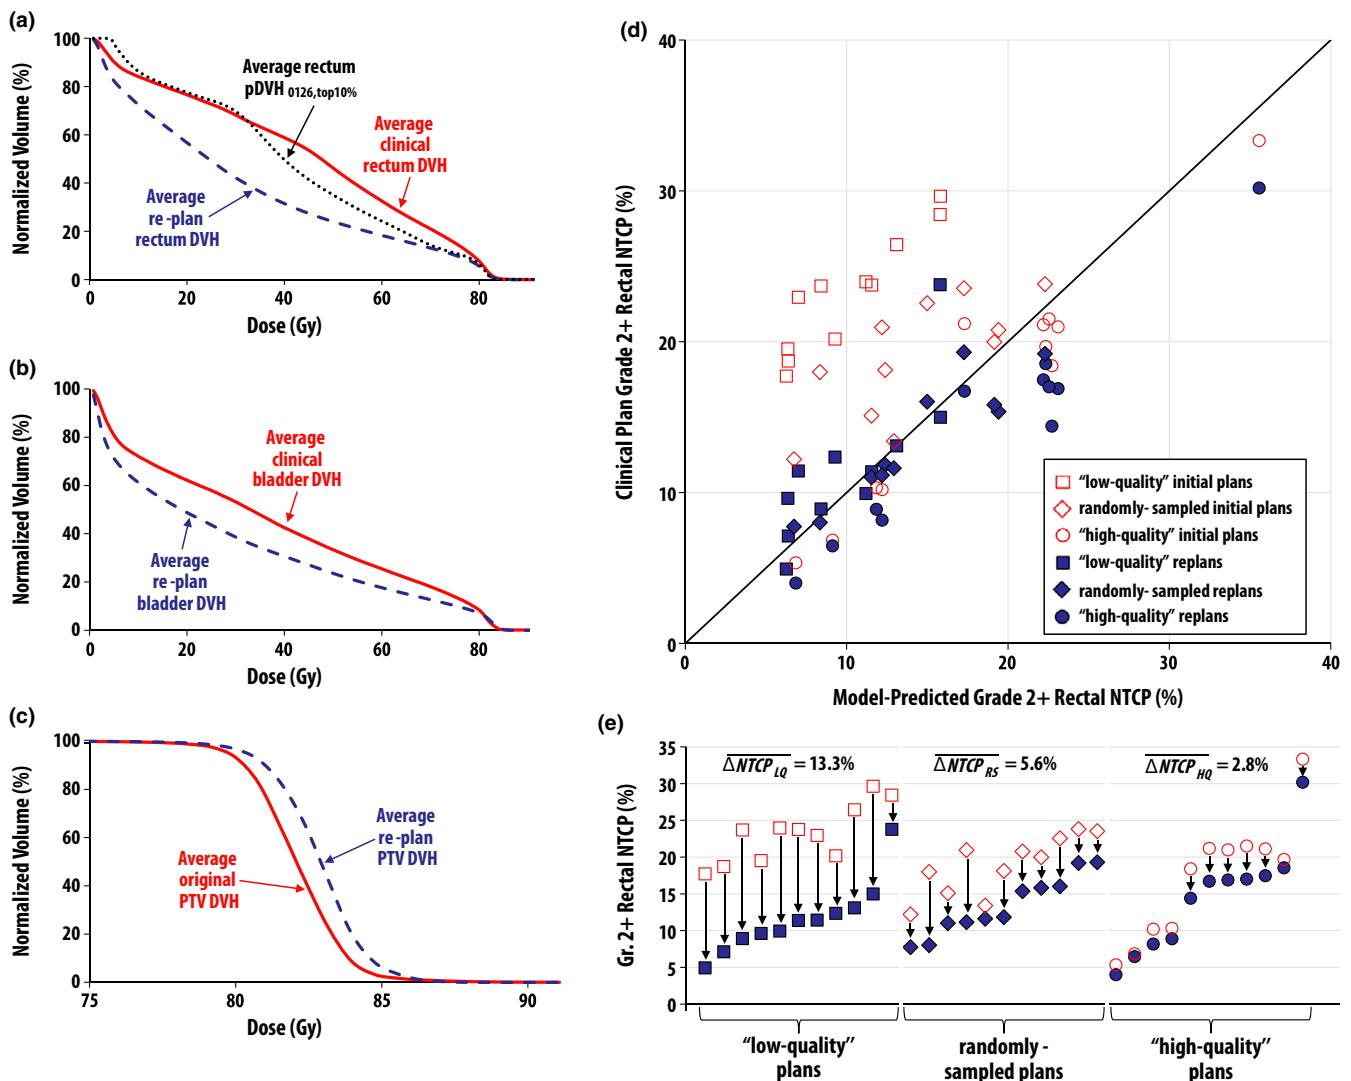 (a)
100
80
60
40
20
0
Normalized Volume (%)
0
20
40
60
80
Dose (Gy)
Average rectum
pDVH 0126,top10%
Average
clinical
rectum DVH
Average
re -plan
rectum DVH
(b)
100
80
60
40
20
0
Normalized Volume (%)
0
20
40
60
80
Dose (Gy)
Average
clinical
bladder DVH
Average
re -plan
bladder DVH
(c)
100
80
60
40
20
0
Normalized Volume (%)
75
80
85
90
Dose (Gy)
Average
re -plan
PTV DVH
Average
original
PTV DVH
(d)
40
30
20
10
0
Clinical Plan Grade 2+ Rectal NTCP (%)
0
10
20
30
40
Model-Predicted Grade 2+ Rectal NTCP (%)
“low-quality” initial plans
randomly- sampled initial plans
“high-quality” initial plans
“low-quality” replans
randomly- sampled replans
“high-quality” replans
(e)
35
30
25
20
15
10
5
0
Gr. 2+ Rectal NTCP (%)
ΔNTCP LQ = 13.3%
ΔNTCP RS = 5.6%
ΔNTCP HQ = 2.8%
“low-quality”
plans
randomly -
sampled plans
“high-quality”
plans